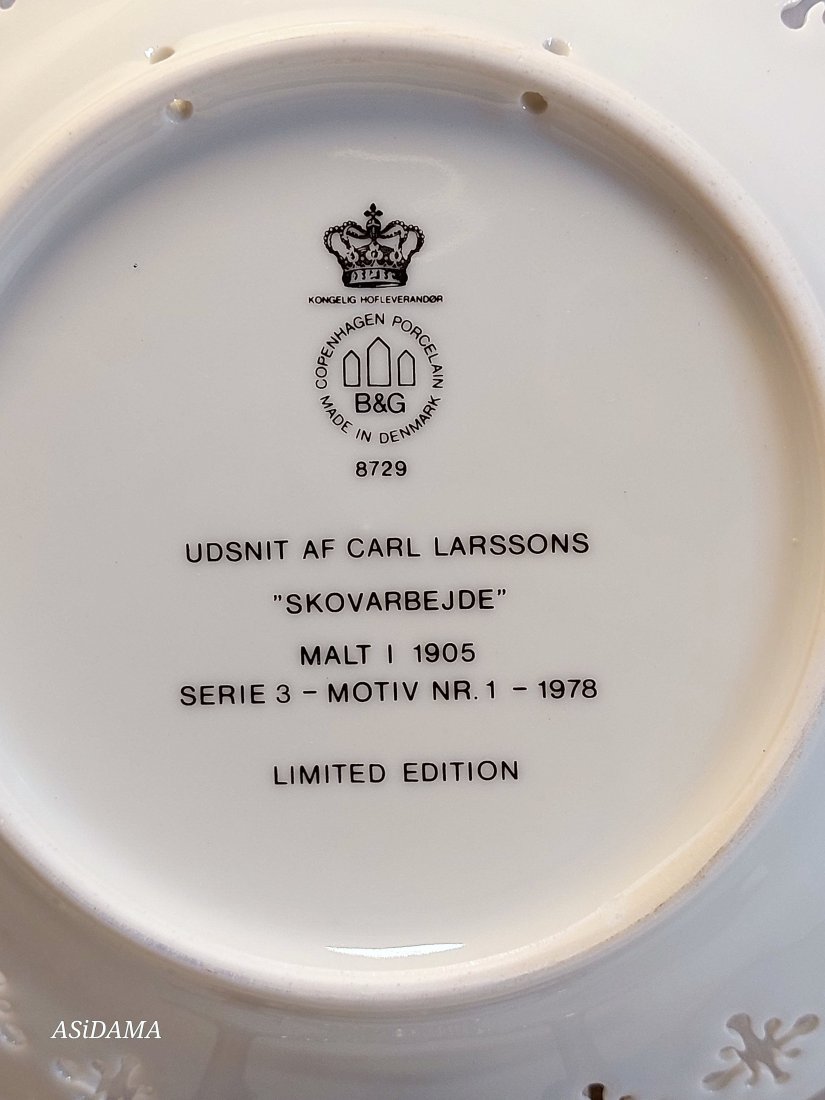 KONGELIG HOFLEVERANDØR
COPENHAGEN PORCELAIN
B&G
MADE IN DENMARK
8729
UDSNIT AF CARL LARSSONS
"SKOVARBEJDE"
MALT I 1905
SERIE 3 – MOTIV NR. 1 – 1978
LIMITED EDITION
ASiDAMA